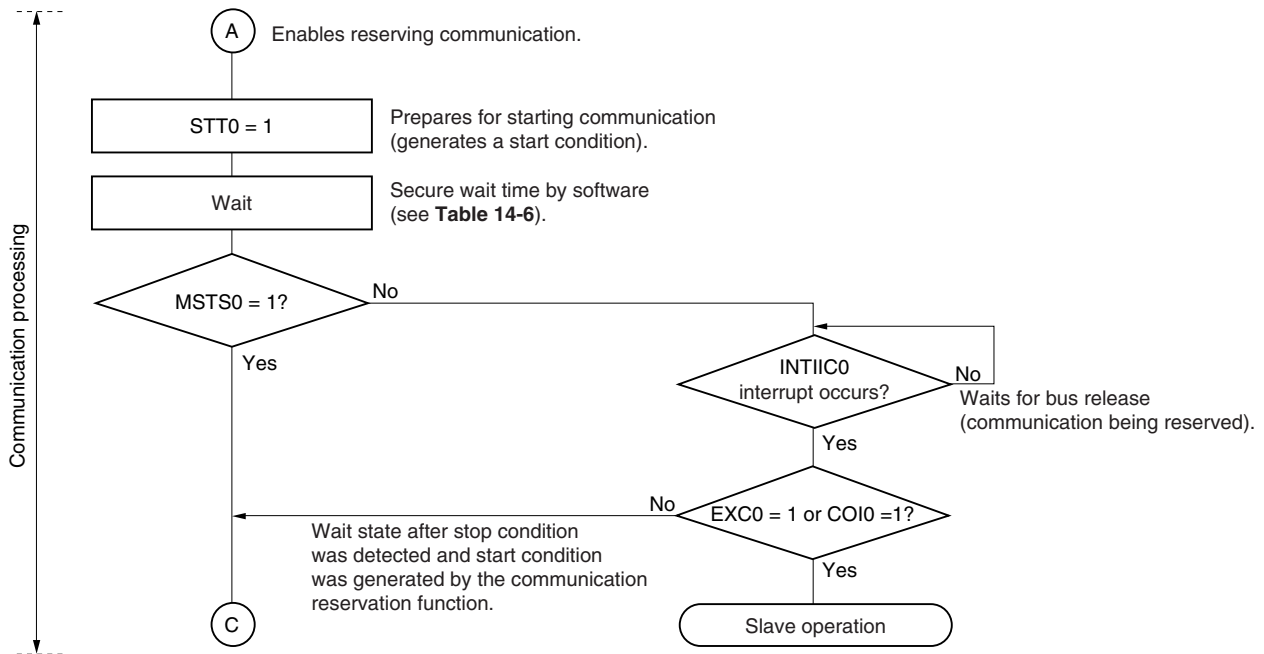 A
Enables reserving communication.
STT0 = 1
Prepares for starting communication
(generates a start condition).
Wait
Secure wait time by software
(see Table 14-6).
Communication processing
MSTS0 = 1?
No
Yes
INTIIC0
interrupt occurs?
No
Waits for bus release
(communication being reserved).
Yes
No
EXC0 = 1 or COI0 =1?
Wait state after stop condition
was detected and start condition
was generated by the communication
reservation function.
Yes
C
Slave operation